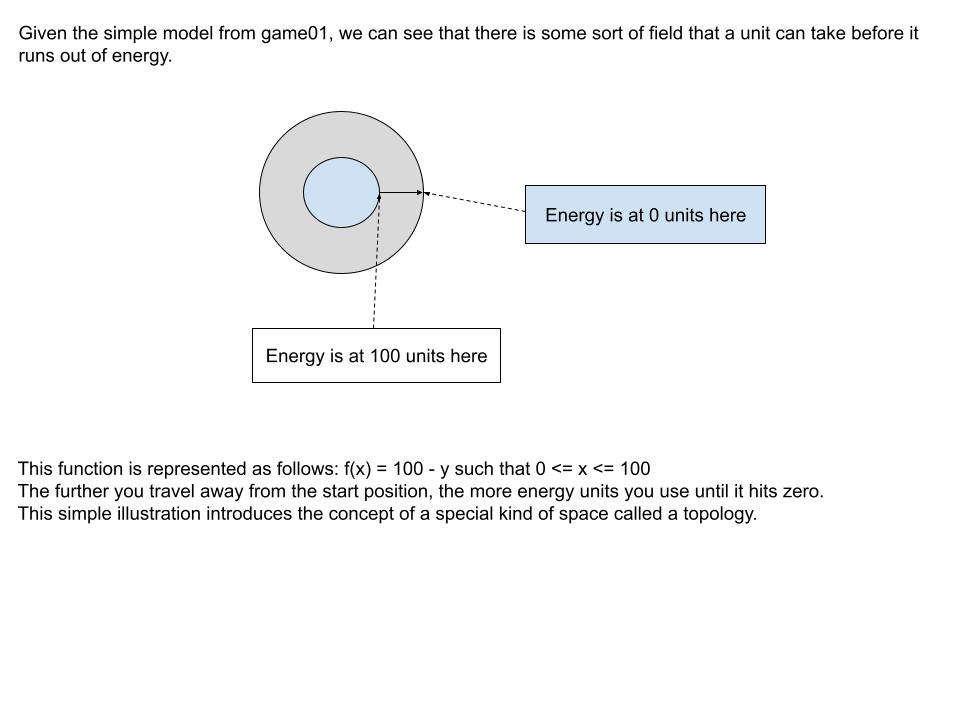 Given the simple model from game01, we can see that there is some sort of field that a unit can take before it
runs out of energy.
Energy is at 0 units here
Energy is at 100 units here
This function is represented as follows: f(x) = 100 - y such that 0 <= x <= 100
The further you travel away from the start position, the more energy units you use until it hits zero.
This simple illustration introduces the concept of a special kind of space called a topology.